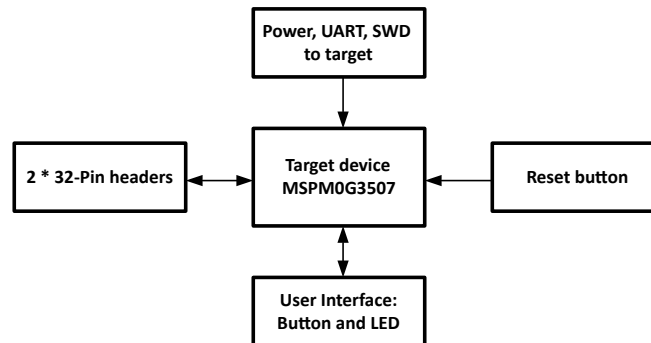 Power, UART, SWD
to target
2 * 32-Pin headers
Target device
MSPM0G3507
Reset button
User Interface:
Button and LED